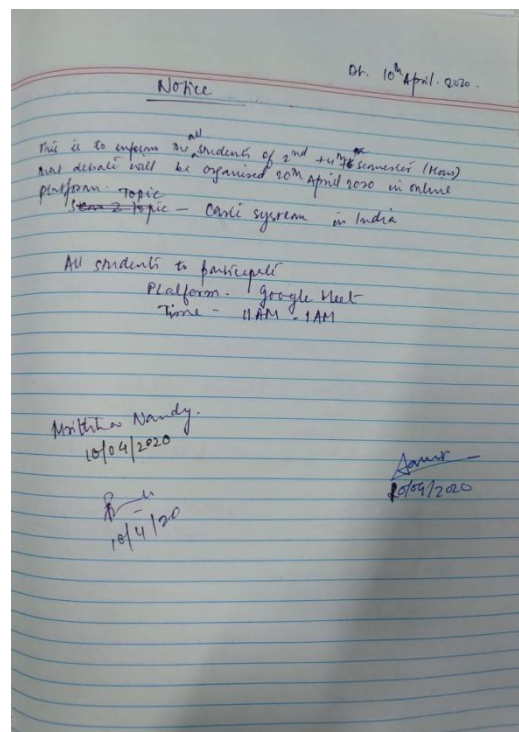 Dt. 10th April. 2020.
Notice
This is to inform the all students of 2nd + 4th semester (Hons)
that debate will be organised 20th April 2020 in online
platform. Topic
Topic - Caste system in India
All students to participate
Platform - Google Meet
Time - 11AM - 1AM
Nandy.
10/04/2020
10/04/2020
10/4/20